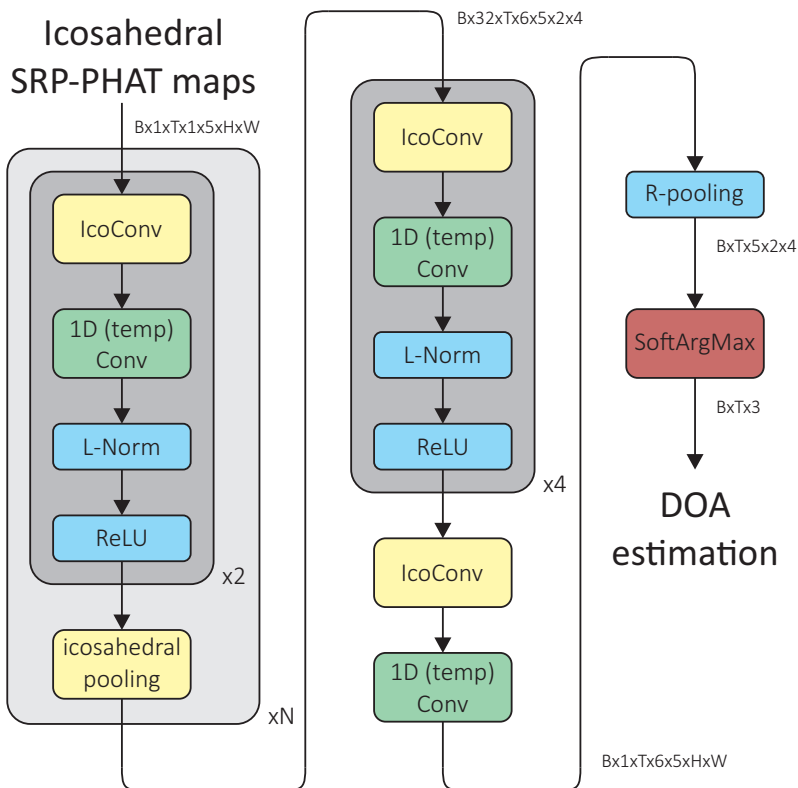 Icosahedral
SRP-PHAT maps
Bx1xTx1x5xHxW
IcoConv
1D (temp)
Conv
L-Norm
ReLU
x2
icosahedral
pooling
xN
Bx32xTx6x5x2x4
IcoConv
1D (temp)
Conv
L-Norm
ReLU
x4
IcoConv
1D (temp)
Conv
Bx1xTx6x5xHxW
R-pooling
BxTx5x2x4
SoftArgMax
BxTx3
DOA
estimation